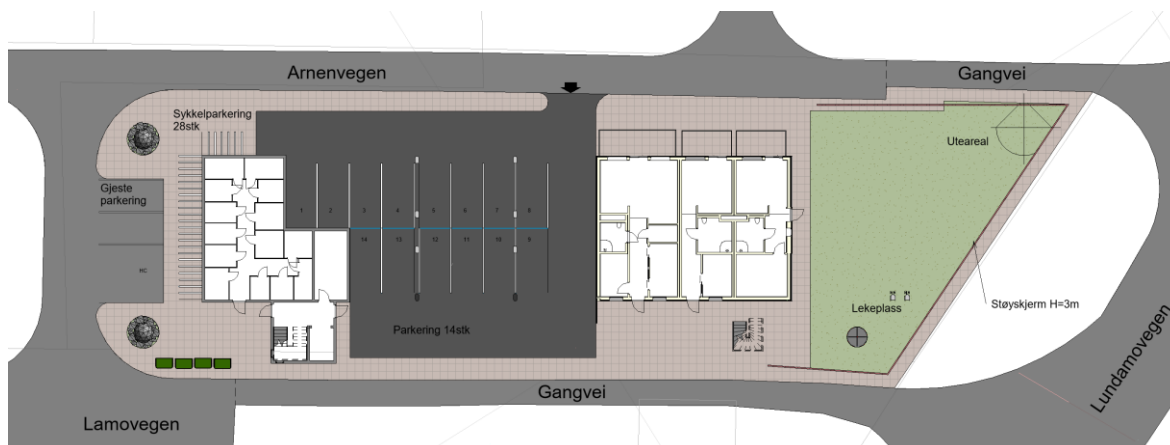 Arnenvegen
Gangvei
Sykkelparkering
28stk
Uteareal
Gjeste
parkering
1 2 3 4 5 6 7 8
14 13 12 11 10 9
HC
Lekeplass
Støyskjerm H=3m
Parkering 14stk
Gangvei
Lamovegen
Lundamovegen